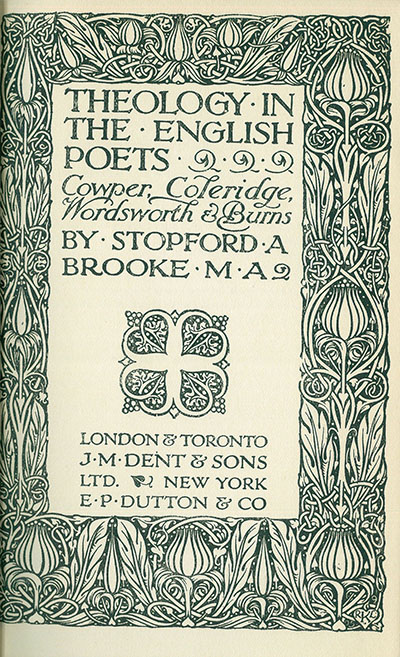 THEOLOGY · IN
THE · ENGLISH
POETS ·
Cowper, Coleridge,
Wordsworth & Burns
BY · STOPFORD · A
BROOKE · M · A
LONDON & TORONTO
J · M · DENT & SONS
LTD. NEW YORK
E · P · DUTTON & CO